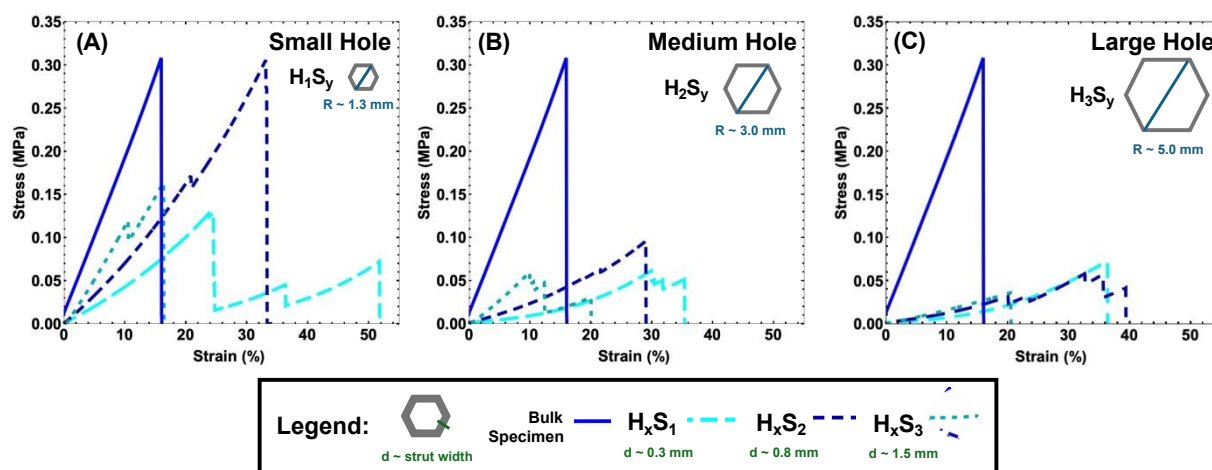 (A) Small Hole
H₁Sᵧ
R ~ 1.3 mm
0.35
0.30
0.25
0.20
0.15
0.10
0.05
0.00
Stress (MPa)
0 10 20 30 40 50
Strain (%)
(B) Medium Hole
H₂Sᵧ
R ~ 3.0 mm
0.35
0.30
0.25
0.20
0.15
0.10
0.05
0.00
Stress (MPa)
0 10 20 30 40 50
Strain (%)
(C) Large Hole
H₃Sᵧ
R ~ 5.0 mm
0.35
0.30
0.25
0.20
0.15
0.10
0.05
0.00
Stress (MPa)
0 10 20 30 40 50
Strain (%)
Legend:
d ~ strut width
Bulk
Specimen
HₓS₁
d ~ 0.3 mm
HₓS₂
d ~ 0.8 mm
HₓS₃
d ~ 1.5 mm